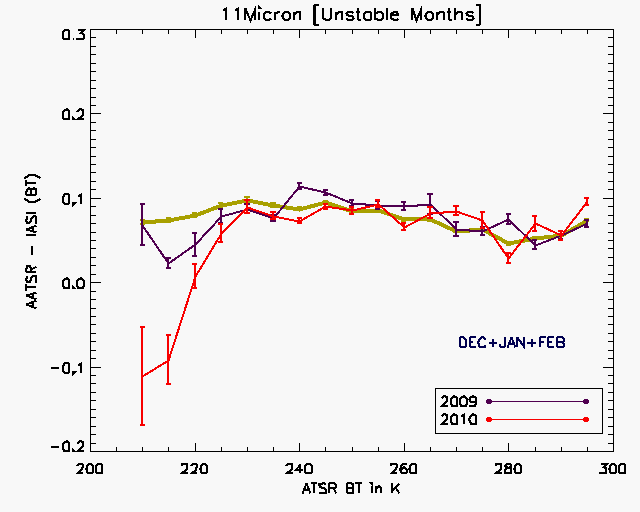 11Micron [Unstable Months]
0.3
0.2
0.1
0.0
-0.1
-0.2
AATSR - IASI (BT)
DEC+JAN+FEB
2009
2010
200 220 240 260 280 300
ATSR BT in K